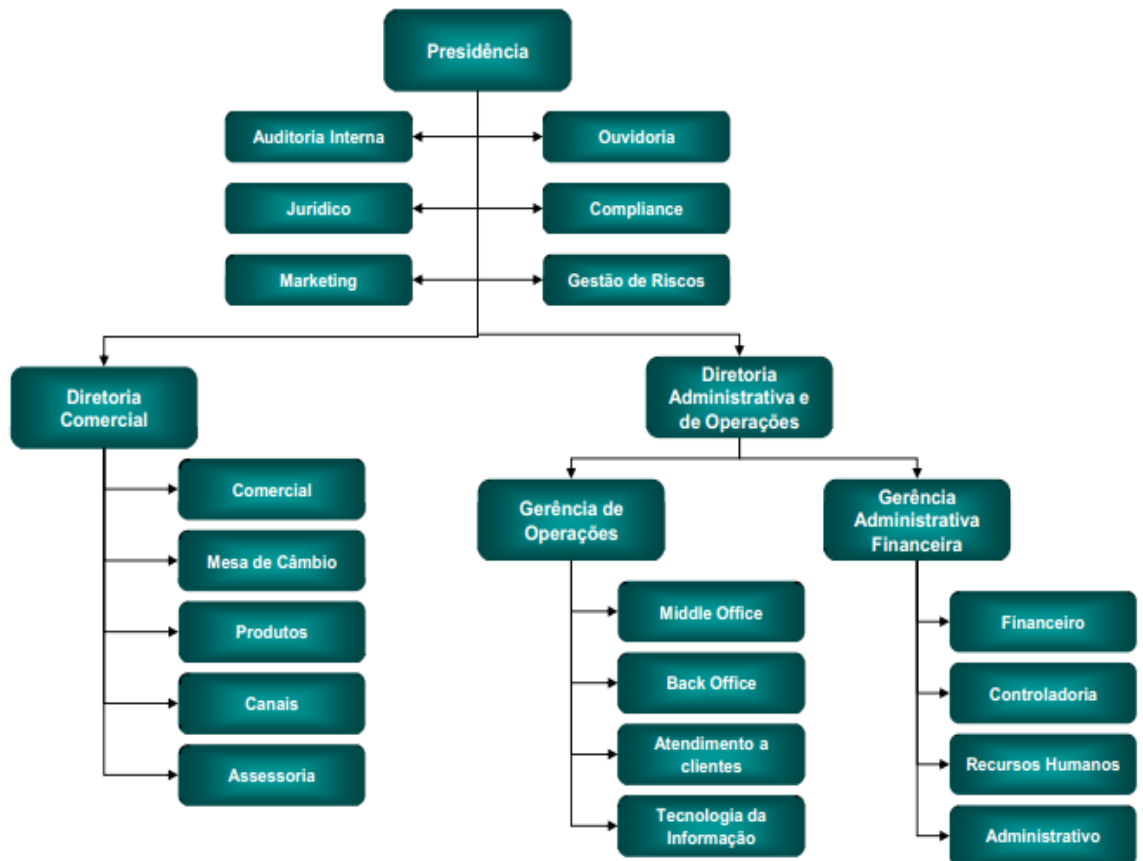 Presidência
Auditoria Interna
Ouvidoria
Jurídico
Compliance
Marketing
Gestão de Riscos
Diretoria
Comercial
Diretoria
Administrativa e
de Operações
Comercial
Mesa de Câmbio
Produtos
Canais
Assessoria
Gerência de
Operações
Middle Office
Back Office
Atendimento a
clientes
Tecnologia da
Informação
Gerência
Administrativa
Financeira
Financeiro
Controladoria
Recursos Humanos
Administrativo